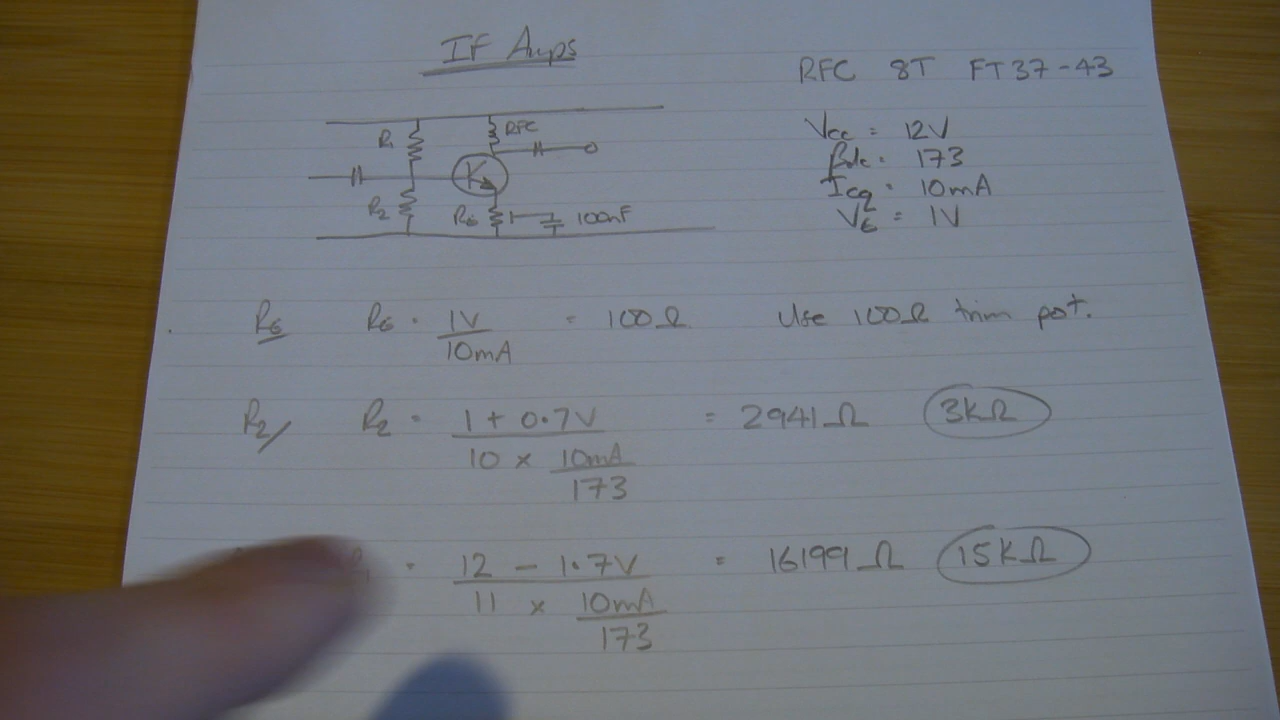 IF Amps
RFC 8T FT37-43
R1
RFC
R2
RE
100nF
Vcc = 12V
βdc = 173
Icq = 10mA
VE = 1V
RE RE = 1V / 10mA = 100Ω Use 100Ω trim pot.
R2/ R2 = 1 + 0.7V / 10 × 10mA / 173 = 2941Ω 3kΩ
= 12 - 1.7V / 11 × 10mA / 173 = 16199Ω 15kΩ